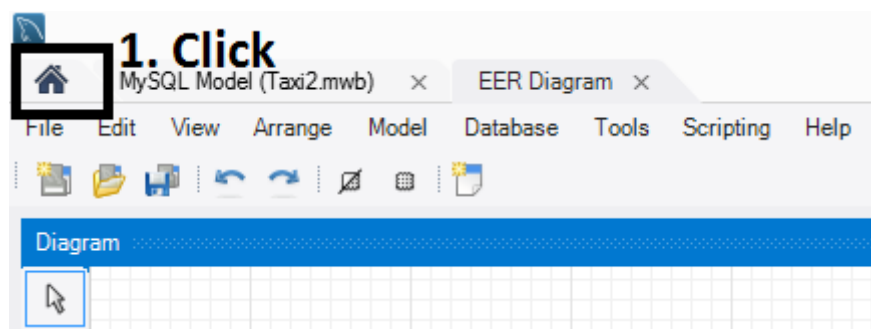 1. Click
MySQL Model (Taxi2.mwb) × EER Diagram ×
File Edit View Arrange Model Database Tools Scripting Help
Diagram